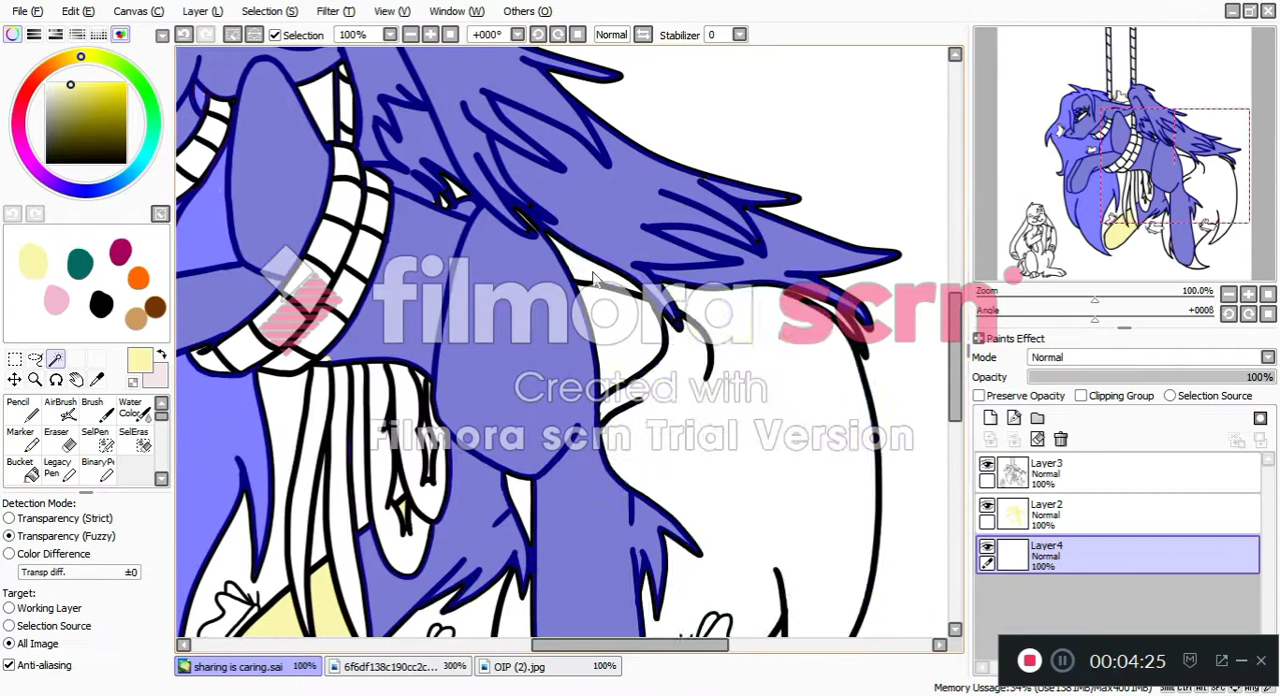 File (F) Edit (E) Canvas (C) Layer (L) Selection (S) Filter (T) View (V) Window (W) Others (O)
Selection 100% +000° Normal Stabilizer 0
Zoom 100.0%
Angle +0008
Paints Effect
Mode Normal
Opacity 100%
Preserve Opacity Clipping Group Selection Source
filmora scrn
Created with
Filmora scrn Trial Version
Pencil AirBrush Brush Water Color
Marker Eraser SelPen SelEras
Bucket Legacy Pen BinaryPe
Layer3
Normal
100%
Layer2
Normal
100%
Layer4
Normal
100%
Detection Mode:
Transparency (Strict)
Transparency (Fuzzy)
Color Difference
Transp diff. ±0
Target:
Working Layer
Selection Source
All Image
Anti-aliasing
sharing is caring.sai 100% 6f6df138c190cc2c... 300% OIP (2).jpg 100%
00:04:25